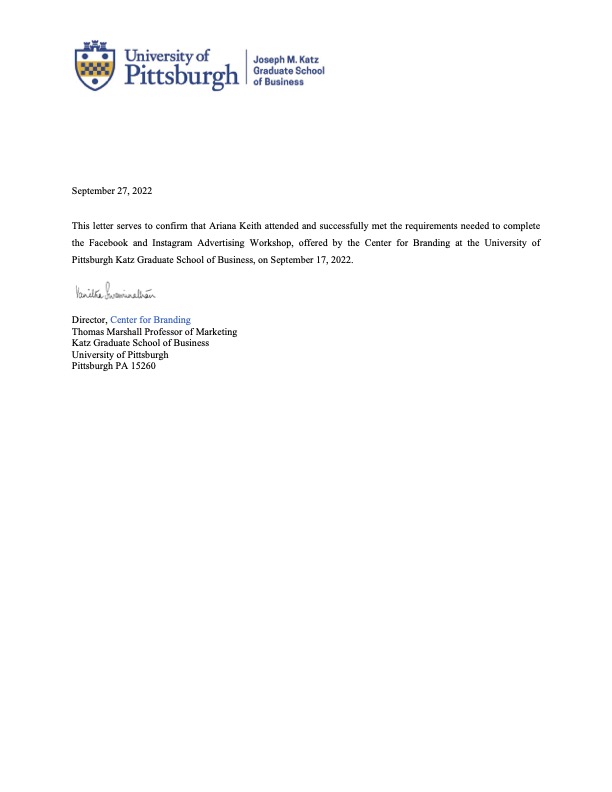 University of
Pittsburgh
Joseph M. Katz
Graduate School
of Business
September 27, 2022
This letter serves to confirm that Ariana Keith attended and successfully met the requirements needed to complete
the Facebook and Instagram Advertising Workshop, offered by the Center for Branding at the University of
Pittsburgh Katz Graduate School of Business, on September 17, 2022.
Vanitha Swaminathan
Director, Center for Branding
Thomas Marshall Professor of Marketing
Katz Graduate School of Business
University of Pittsburgh
Pittsburgh PA 15260